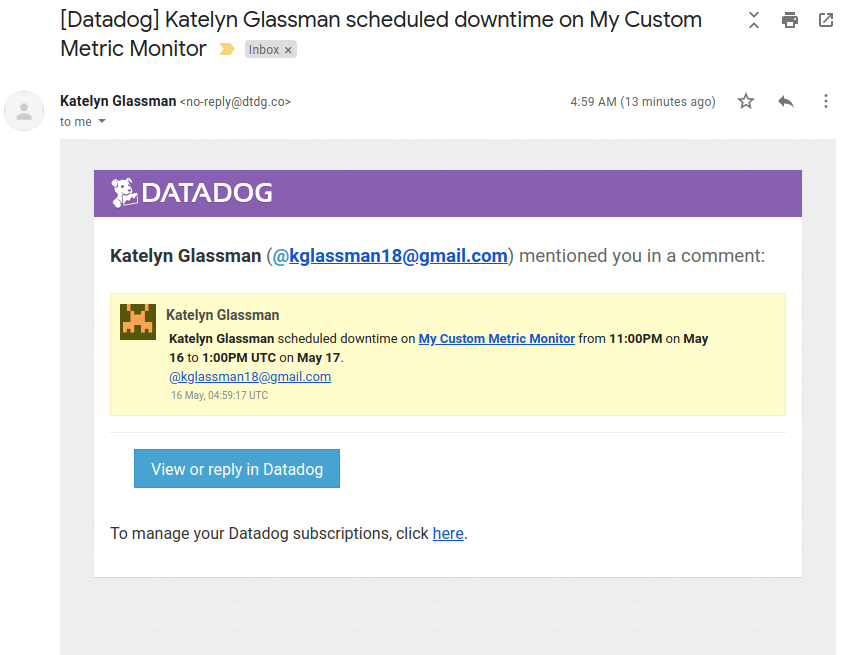 [Datadog] Katelyn Glassman scheduled downtime on My Custom
Metric Monitor Inbox ×
Katelyn Glassman <no-reply@dtdg.co> 4:59 AM (13 minutes ago)
to me
DATADOG
Katelyn Glassman (@kglassman18@gmail.com) mentioned you in a comment:
Katelyn Glassman
Katelyn Glassman scheduled downtime on My Custom Metric Monitor from 11:00PM on May
16 to 1:00PM UTC on May 17.
@kglassman18@gmail.com
16 May, 04:59:17 UTC
View or reply in Datadog
To manage your Datadog subscriptions, click here.